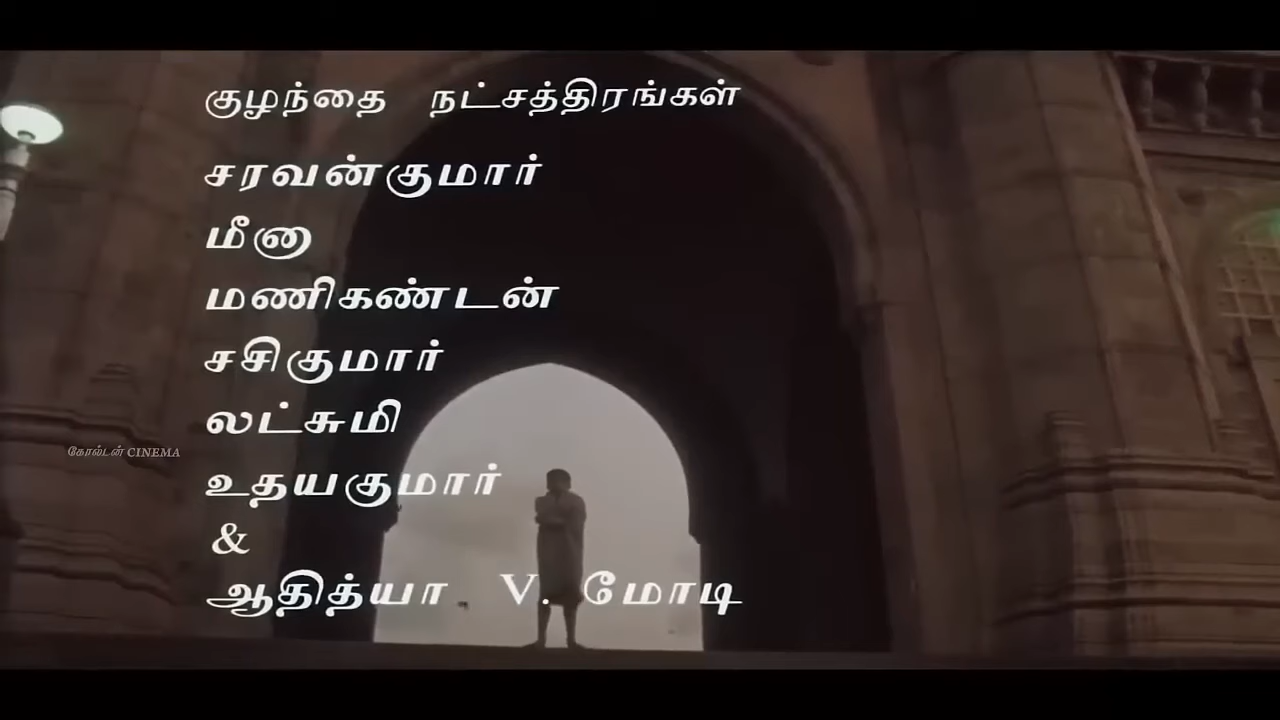 குழந்தை நட்சத்திரங்கள்
சரவன்குமார்
மீனா
மணிகண்டன்
சசிகுமார்
லட்சுமி
கோல்டன் CINEMA
உதயகுமார்
&
ஆதித்யா V. மோடி